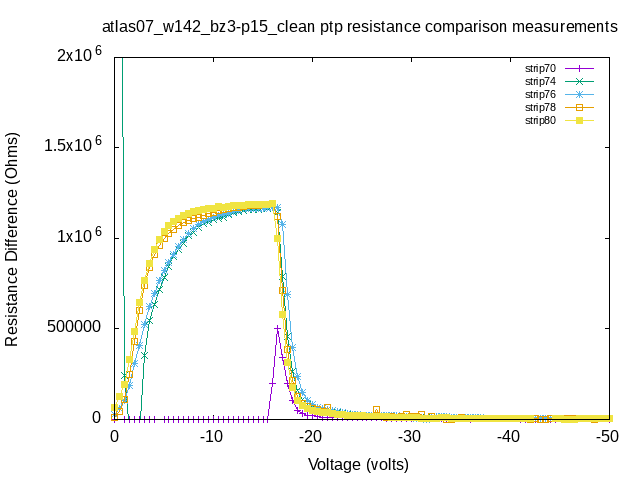 atlas07_w142_bz3-p15_clean ptp resistance comparison measurements
2x10^6
1.5x10^6
1x10^6
500000
0
Resistance Difference (Ohms)
strip70
strip74
strip76
strip78
strip80
0 -10 -20 -30 -40 -50
Voltage (volts)